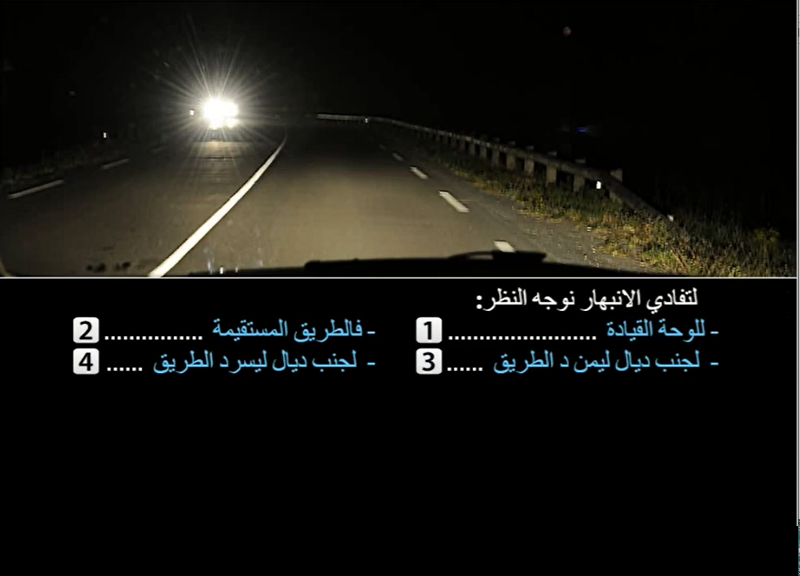 لتفادي الانبهار نوجه النظر:
- للوحة القيادة ...................... 1 - فالطريق المستقيمة ............... 2
- لجنب ديال ليمن د الطريق ...... 3 - لجنب ديال ليسرد الطريق ...... 4